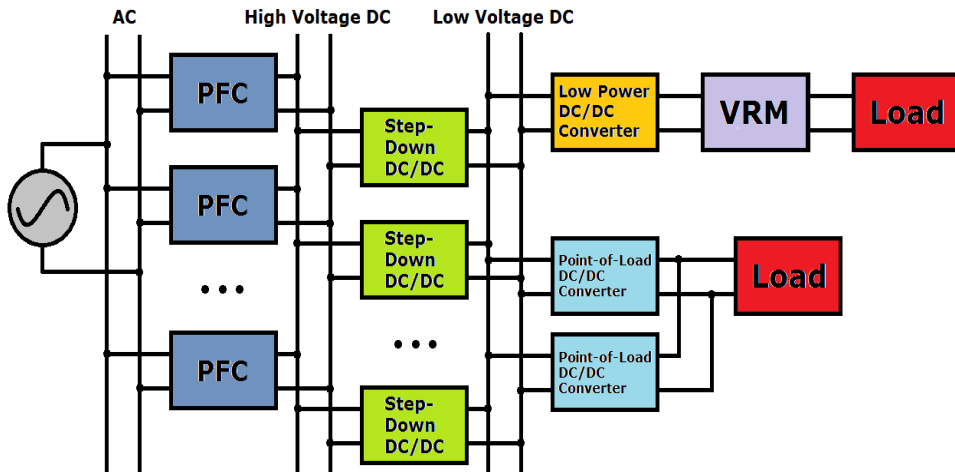 AC
High Voltage DC
Low Voltage DC
PFC
Low Power
DC/DC
Converter
VRM
Load
Step-
Down
DC/DC
PFC
Step-
Down
DC/DC
Point-of-Load
DC/DC
Converter
Load
PFC
Point-of-Load
DC/DC
Converter
Step-
Down
DC/DC